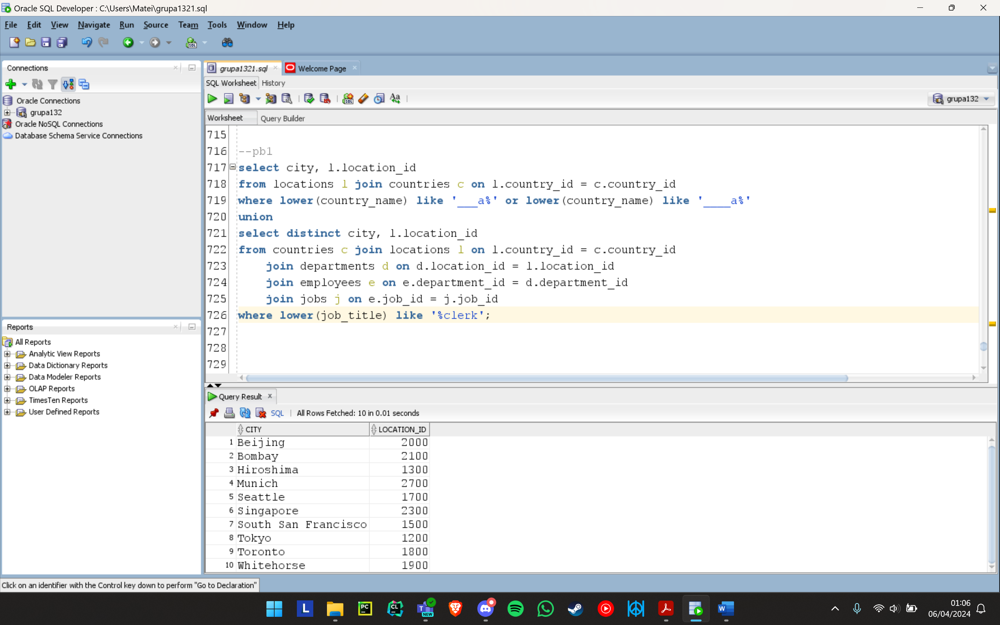 Oracle SQL Developer : C:\Users\Matei\grupa1321.sql
File Edit View Navigate Run Source Team Tools Window Help
Connections
Oracle Connections
grupa132
Oracle NoSQL Connections
Database Schema Service Connections
Reports
All Reports
Analytic View Reports
Data Dictionary Reports
Data Modeler Reports
OLAP Reports
TimesTen Reports
User Defined Reports
grupa1321.sql
Welcome Page
SQL Worksheet History
grupa132
Worksheet Query Builder
715
716 --pb1
717 select city, l.location_id
718 from locations l join countries c on l.country_id = c.country_id
719 where lower(country_name) like '___a%' or lower(country_name) like '____a%'
720 union
721 select distinct city, l.location_id
722 from countries c join locations l on l.country_id = c.country_id
723 join departments d on d.location_id = l.location_id
724 join employees e on e.department_id = d.department_id
725 join jobs j on e.job_id = j.job_id
726 where lower(job_title) like '%clerk';
727
728
729
Query Result
SQL | All Rows Fetched: 10 in 0.01 seconds
CITY LOCATION_ID
1 Beijing 2000
2 Bombay 2100
3 Hiroshima 1300
4 Munich 2700
5 Seattle 1700
6 Singapore 2300
7 South San Francisco 1500
8 Tokyo 1200
9 Toronto 1800
10 Whitehorse 1900
Click on an identifier with the Control key down to perform "Go to Declaration"
L
PC
CL
T
NEW
W
01:06
06/04/2024